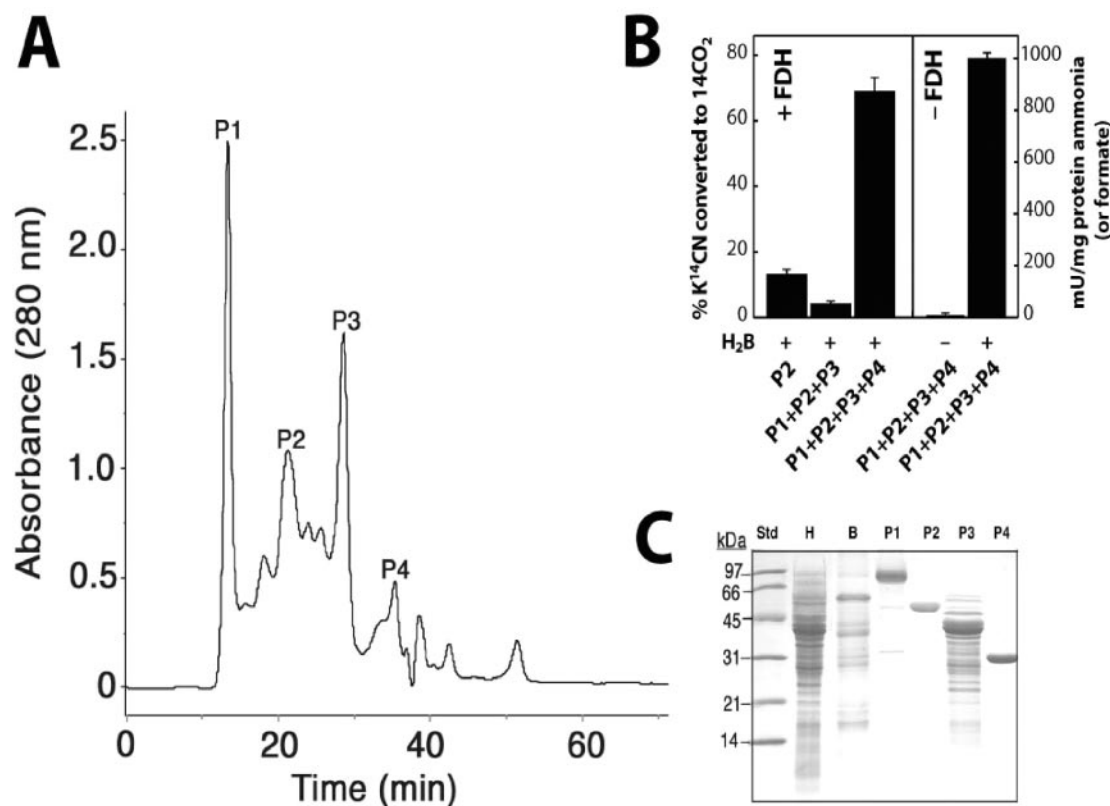 A
Absorbance (280 nm)
2.5
2.0
1.5
1.0
0.5
0
P1
P2
P3
P4
0 20 40 60
Time (min)
B
% K¹⁴CN converted to 14CO₂
80
60
40
20
0
+ FDH
– FDH
1000
800
600
400
200
0
mU/mg protein ammonia
(or formate)
H₂B + + + – +
P2
P1+P2+P3
P1+P2+P3+P4
P1+P2+P3+P4
P1+P2+P3+P4
C
kDa Std H B P1 P2 P3 P4
97
66
45
31
21
14